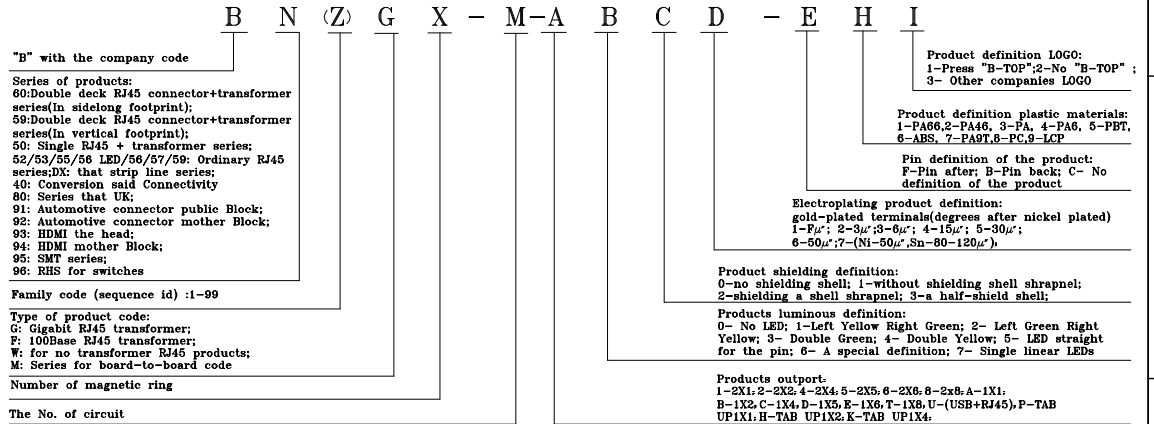 B N (Z) G X - M-A B C D - E H I
"B" with the company code
Series of products:
60:Double deck RJ45 connector+transformer
series(In sidelong footprint);
59:Double deck RJ45 connector+transformer
series(In vertical footprint);
50: Single RJ45 + transformer series;
52/53/55/56 LED/56/57/59: Ordinary RJ45
series;DX: that strip line series;
40: Conversion said Connectivity
80: Series that UK;
91: Automotive connector public Block;
92: Automotive connector mother Block;
93: HDMI the head;
94: HDMI mother Block;
95: SMT series;
96: RHS for switches
Family code (sequence id) :1-99
Type of product code:
G: Gigabit RJ45 transformer;
F: 100Base RJ45 transformer;
W: for no transformer RJ45 products;
M: Series for board-to-board code
Number of magnetic ring
The No. of circuit
Product definition LOGO:
1-Press "B-TOP";2-No "B-TOP" ;
3- Other companies LOGO
Product definition plastic materials:
1-PA66,2-PA46, 3-PA, 4-PA6, 5-PBT,
6-ABS, 7-PA9T,8-PC,9-LCP
Pin definition of the product:
F-Pin after; B-Pin back; C- No
definition of the product
Electroplating product definition:
gold-plated terminals(degrees after nickel plated)
1-Fμ"; 2-3μ";3-6μ"; 4-15μ"; 5-30μ";
6-50μ";7-(Ni-50μ",Sn-80-120μ");
Product shielding definition:
0-no shielding shell; 1-without shielding shell shrapnel;
2-shielding a shell shrapnel; 3-a half-shield shell;
Products luminous definition:
0- No LED; 1-Left Yellow Right Green; 2- Left Green Right
Yellow; 3- Double Green; 4- Double Yellow; 5- LED straight
for the pin; 6- A special definition; 7- Single linear LEDs
Products outport:
1-2X1; 2-2X2; 4-2X4; 5-2X5; 6-2X6; 8-2x8; A-1X1;
B-1X2, C-1X4, D-1X5, E-1X6, T-1X8, U-(USB+RJ45), P-TAB
UP1X1; H-TAB UP1X2; K-TAB UP1X4;